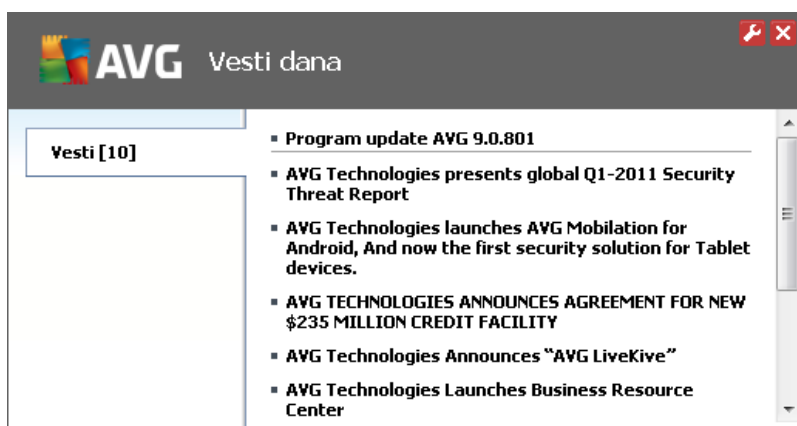 AVG Vesti dana
Vesti [10]
Program update AVG 9.0.801
AVG Technologies presents global Q1-2011 Security
Threat Report
AVG Technologies launches AVG Mobilation for
Android, And now the first security solution for Tablet
devices.
AVG TECHNOLOGIES ANNOUNCES AGREEMENT FOR NEW
$235 MILLION CREDIT FACILITY
AVG Technologies Announces “AVG LiveKive”
AVG Technologies Launches Business Resource
Center